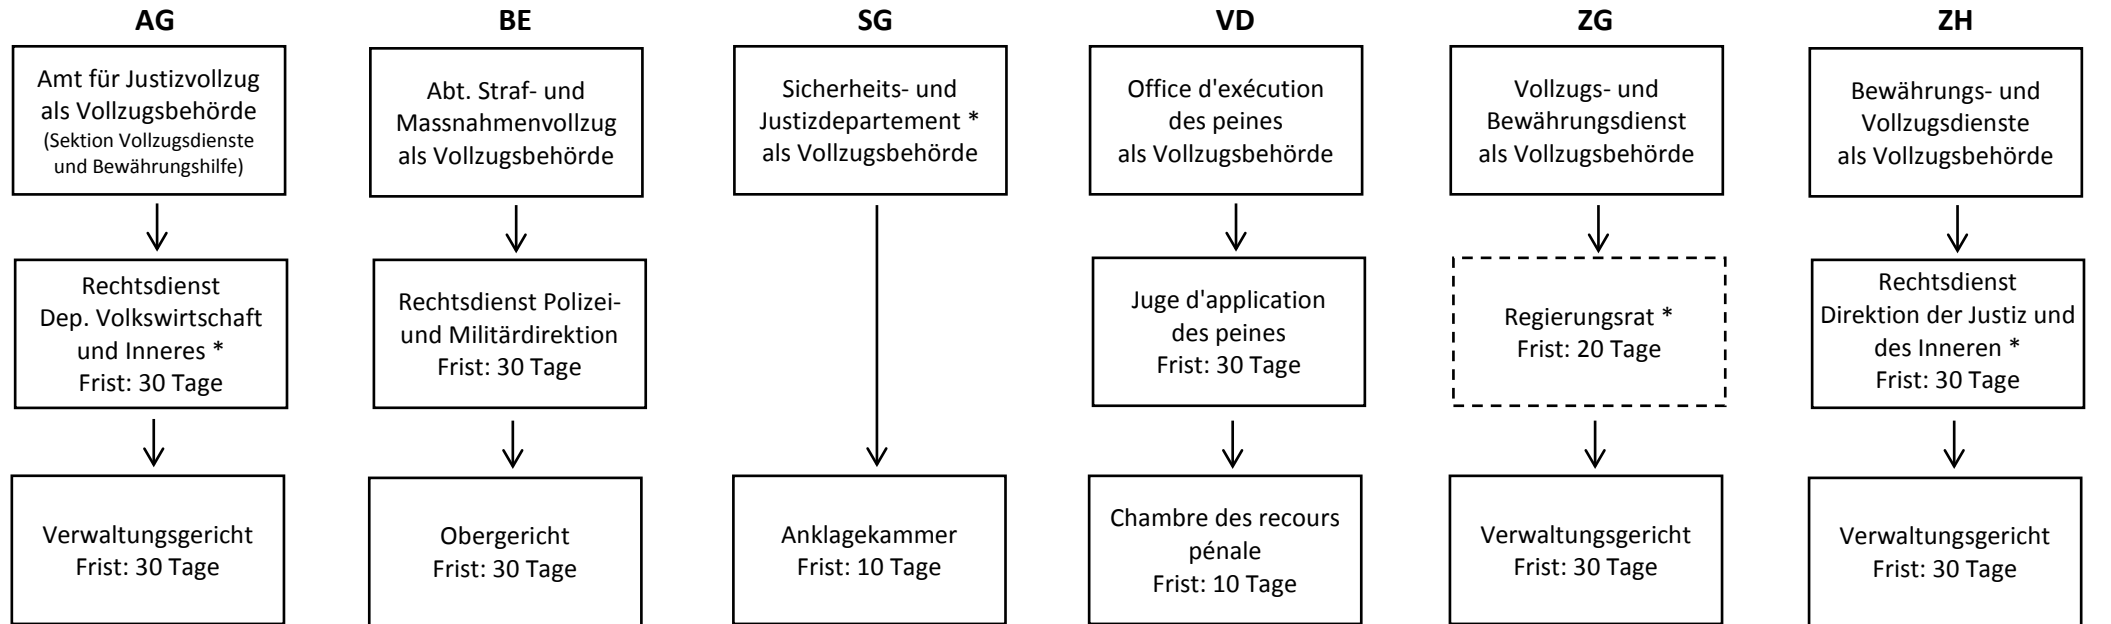 AG
Amt für Justizvollzug
als Vollzugsbehörde
(Sektion Vollzugsdienste
und Bewährungshilfe)
Rechtsdienst
Dep. Volkswirtschaft
und Inneres *
Frist: 30 Tage
Verwaltungsgericht
Frist: 30 Tage
BE
Abt. Straf- und
Massnahmenvollzug
als Vollzugsbehörde
Rechtsdienst Polizei-
und Militärdirektion
Frist: 30 Tage
Obergericht
Frist: 30 Tage
SG
Sicherheits- und
Justizdepartement *
als Vollzugsbehörde
Anklagekammer
Frist: 10 Tage
VD
Office d'exécution
des peines
als Vollzugsbehörde
Juge d'application
des peines
Frist: 30 Tage
Chambre des recours
pénale
Frist: 10 Tage
ZG
Vollzugs- und
Bewährungsdienst
als Vollzugsbehörde
Regierungsrat *
Frist: 20 Tage
Verwaltungsgericht
Frist: 30 Tage
ZH
Bewährungs- und
Vollzugsdienste
als Vollzugsbehörde
Rechtsdienst
Direktion der Justiz und
des Inneren *
Frist: 30 Tage
Verwaltungsgericht
Frist: 30 Tage